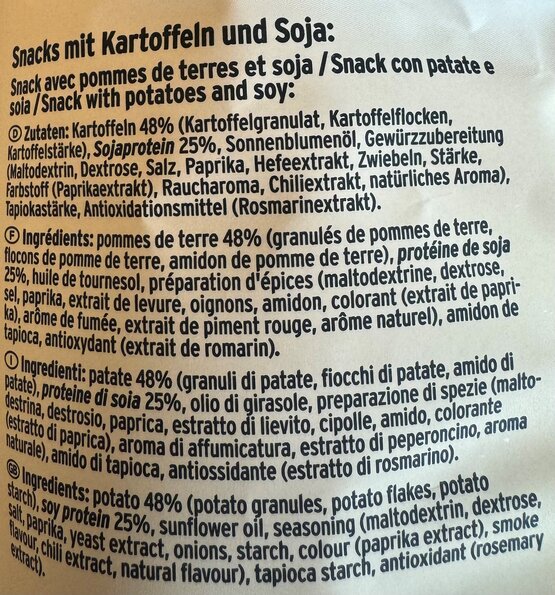 Snacks mit Kartoffeln und Soja:
Snack avec pommes de terres et soja / Snack con patate e
soia / Snack with potatoes and soy:
D Zutaten: Kartoffeln 48% (Kartoffelgranulat, Kartoffelflocken,
Kartoffelstärke), Sojaprotein 25%, Sonnenblumenöl, Gewürzzubereitung
(Maltodextrin, Dextrose, Salz, Paprika, Hefeextrakt, Zwiebeln, Stärke,
Farbstoff (Paprikaextrakt), Raucharoma, Chiliextrakt, natürliches Aroma),
Tapiokastärke, Antioxidationsmittel (Rosmarinextrakt).
F Ingrédients: pommes de terre 48% (granulés de pommes de terre,
flocons de pomme de terre, amidon de pomme de terre), protéine de soja
25%, huile de tournesol, préparation d'épices (maltodextrine, dextrose,
sel, paprika, extrait de levure, oignons, amidon, colorant (extrait de papri-
ka), arôme de fumée, extrait de piment rouge, arôme naturel), amidon de
tapioca, antioxydant (extrait de romarin).
I Ingredienti: patate 48% (granuli di patate, fiocchi di patate, amido di
patate), proteine di soia 25%, olio di girasole, preparazione di spezie (malto-
destrina, destrosio, paprica, estratto di lievito, cipolle, amido, colorante
(estratto di paprica), aroma di affumicatura, estratto di peperoncino, aroma
naturale), amido di tapioca, antiossidante (estratto di rosmarino).
GB Ingredients: potato 48% (potato granules, potato flakes, potato
starch), soy protein 25%, sunflower oil, seasoning (maltodextrin, dextrose,
salt, paprika, yeast extract, onions, starch, colour (paprika extract), smoke
flavour, chili extract, natural flavour), tapioca starch, antioxidant (rosemary
extract).